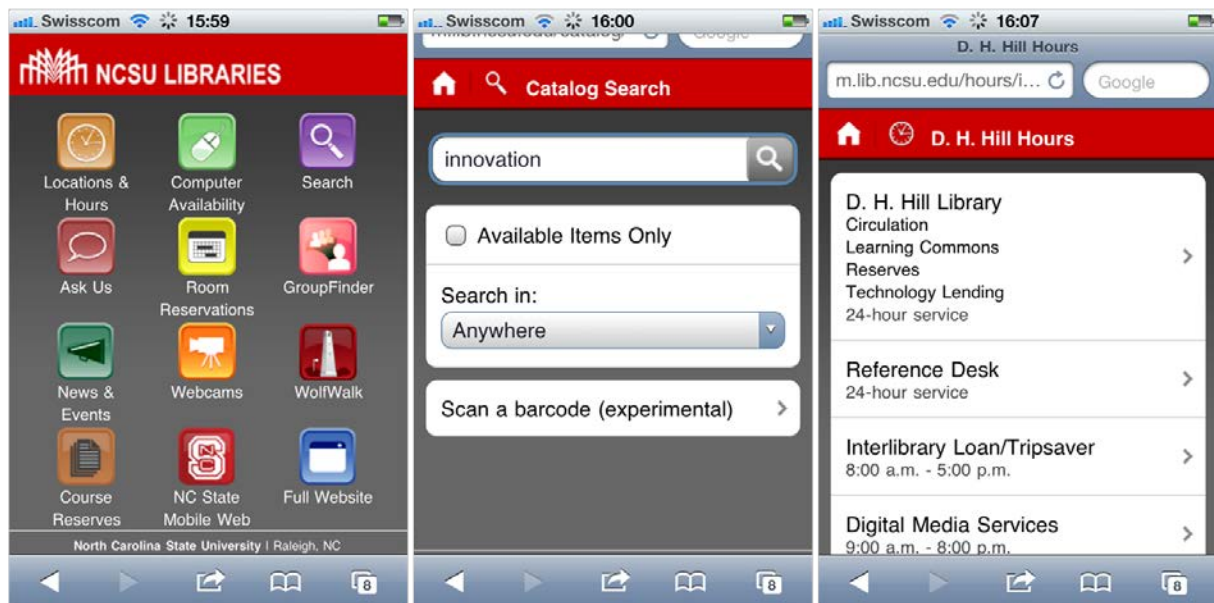 Swisscom 15:59
NCSU LIBRARIES
Locations &
Hours
Computer
Availability
Search
Ask Us
Room
Reservations
GroupFinder
News &
Events
Webcams
WolfWalk
Course
Reserves
NC State
Mobile Web
Full Website
North Carolina State University | Raleigh, NC
8
Swisscom 16:00
Google
Catalog Search
innovation
Available Items Only
Search in:
Anywhere
Scan a barcode (experimental)
8
Swisscom 16:07
D. H. Hill Hours
m.lib.ncsu.edu/hours/i... Google
D. H. Hill Hours
D. H. Hill Library
Circulation
Learning Commons
Reserves
Technology Lending
24-hour service
Reference Desk
24-hour service
Interlibrary Loan/Tripsaver
8:00 a.m. - 5:00 p.m.
Digital Media Services
9:00 a.m. - 8:00 p.m.
8